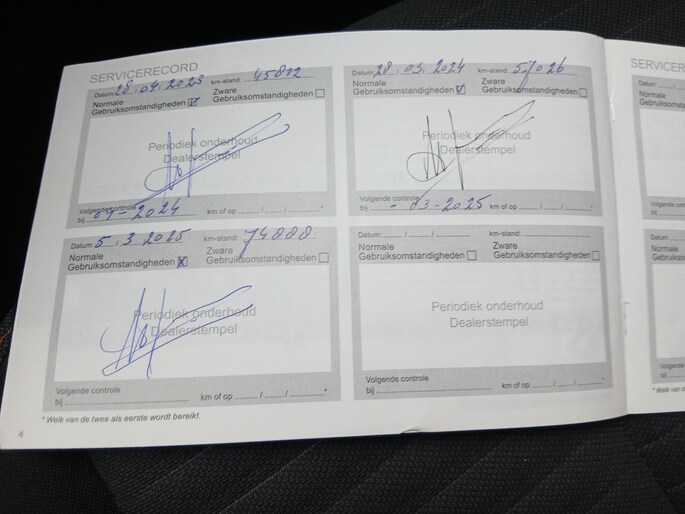 SERVICERECORD
Datum: 28.04.2023 km-stand: 45812
Normale Gebruiksomstandigheden
Zware Gebruiksomstandigheden
Periodiek onderhoud
Dealerstempel
Volgende controle
bij 04-2024 km of op / / *
Datum: 28.03.2024 km-stand: 57026
Normale Gebruiksomstandigheden
Zware Gebruiksomstandigheden
Periodiek onderhoud
Dealerstempel
Volgende controle
bij - 03-2025 km of op / / *
Datum: 5.3.2025 km-stand: 74888
Normale Gebruiksomstandigheden
Zware Gebruiksomstandigheden
Periodiek onderhoud
Dealerstempel
Volgende controle
bij km of op / / *
Datum: / / km-stand:
Normale Gebruiksomstandigheden
Zware Gebruiksomstandigheden
Periodiek onderhoud
Dealerstempel
Volgende controle
bij km of op / / *
* Welk van de twee als eerste wordt bereikt.
4